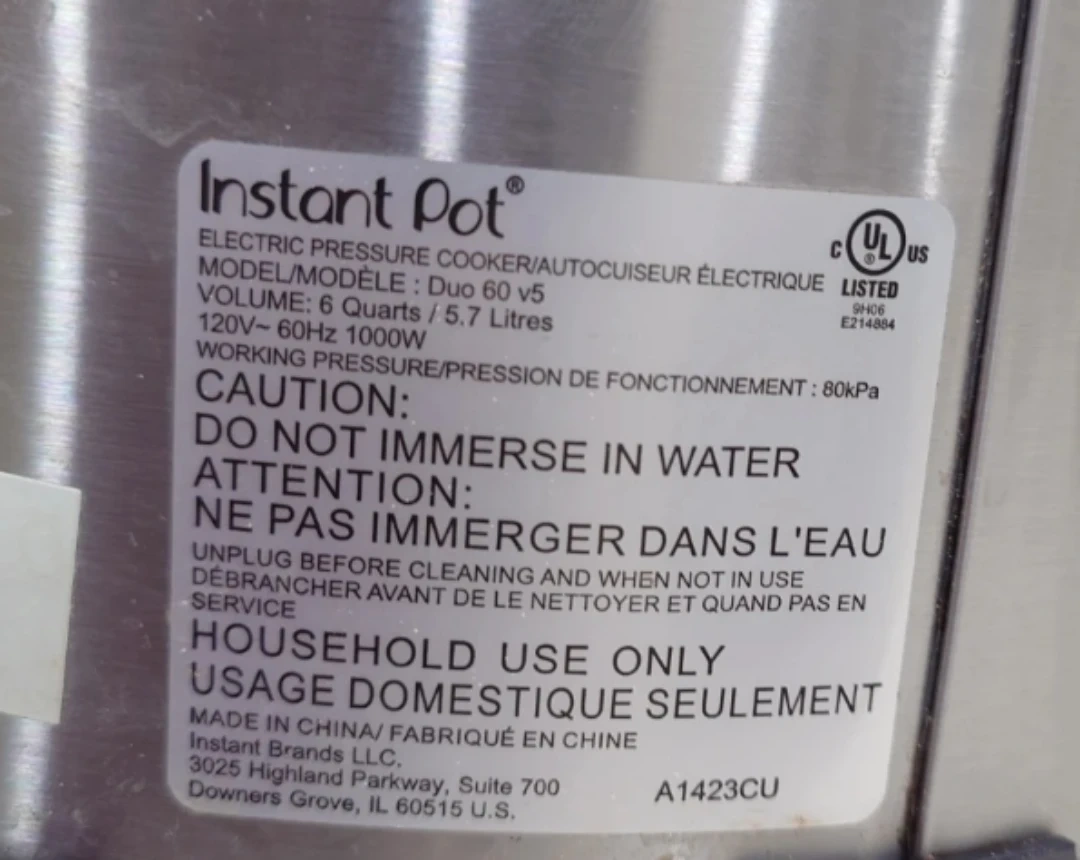 Instant Pot®
ELECTRIC PRESSURE COOKER/AUTOCUISEUR ÉLECTRIQUE
MODEL/MODÈLE : Duo 60 v5
VOLUME: 6 Quarts / 5.7 Litres
120V~ 60Hz 1000W
WORKING PRESSURE/PRESSION DE FONCTIONNEMENT : 80kPa
C UL® US
LISTED
9H06
E214884
CAUTION:
DO NOT IMMERSE IN WATER
ATTENTION:
NE PAS IMMERGER DANS L'EAU
UNPLUG BEFORE CLEANING AND WHEN NOT IN USE
DÉBRANCHER AVANT DE LE NETTOYER ET QUAND PAS EN
SERVICE
HOUSEHOLD USE ONLY
USAGE DOMESTIQUE SEULEMENT
MADE IN CHINA/ FABRIQUÉ EN CHINE
Instant Brands LLC.
3025 Highland Parkway, Suite 700
Downers Grove, IL 60515 U.S.
A1423CU